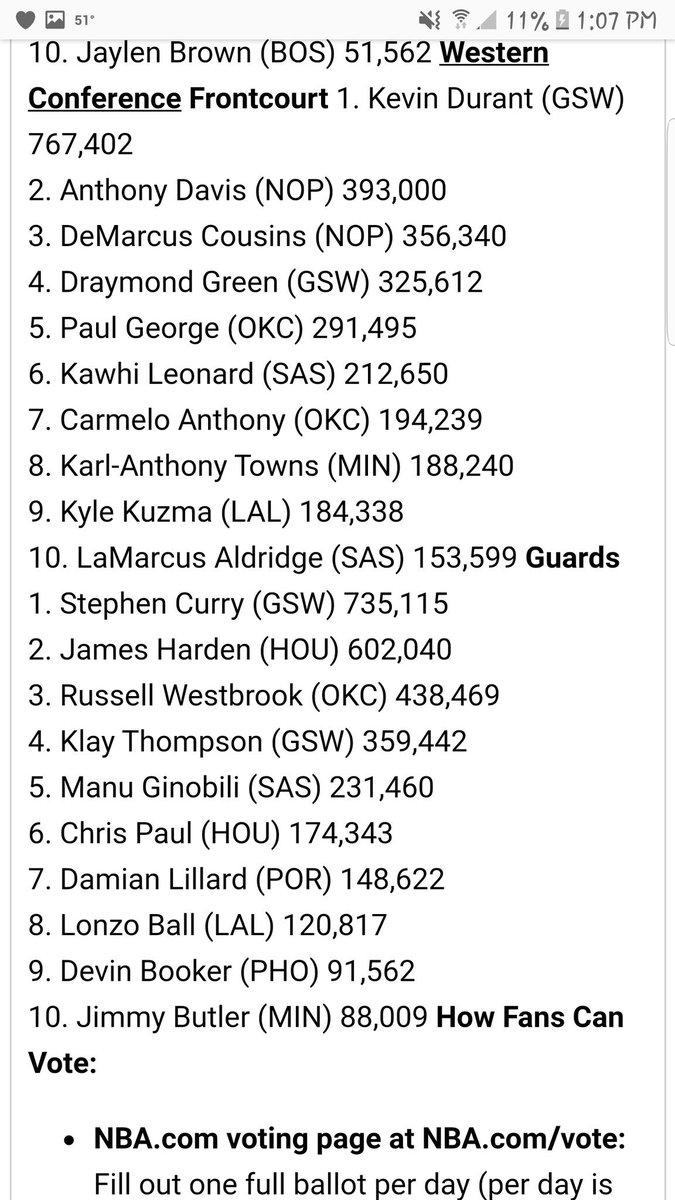 51° 11% 1:07 PM
10. Jaylen Brown (BOS) 51,562 Western
Conference Frontcourt 1. Kevin Durant (GSW)
767,402
2. Anthony Davis (NOP) 393,000
3. DeMarcus Cousins (NOP) 356,340
4. Draymond Green (GSW) 325,612
5. Paul George (OKC) 291,495
6. Kawhi Leonard (SAS) 212,650
7. Carmelo Anthony (OKC) 194,239
8. Karl-Anthony Towns (MIN) 188,240
9. Kyle Kuzma (LAL) 184,338
10. LaMarcus Aldridge (SAS) 153,599 Guards
1. Stephen Curry (GSW) 735,115
2. James Harden (HOU) 602,040
3. Russell Westbrook (OKC) 438,469
4. Klay Thompson (GSW) 359,442
5. Manu Ginobili (SAS) 231,460
6. Chris Paul (HOU) 174,343
7. Damian Lillard (POR) 148,622
8. Lonzo Ball (LAL) 120,817
9. Devin Booker (PHO) 91,562
10. Jimmy Butler (MIN) 88,009 How Fans Can
Vote:
• NBA.com voting page at NBA.com/vote:
Fill out one full ballot per day (per day is